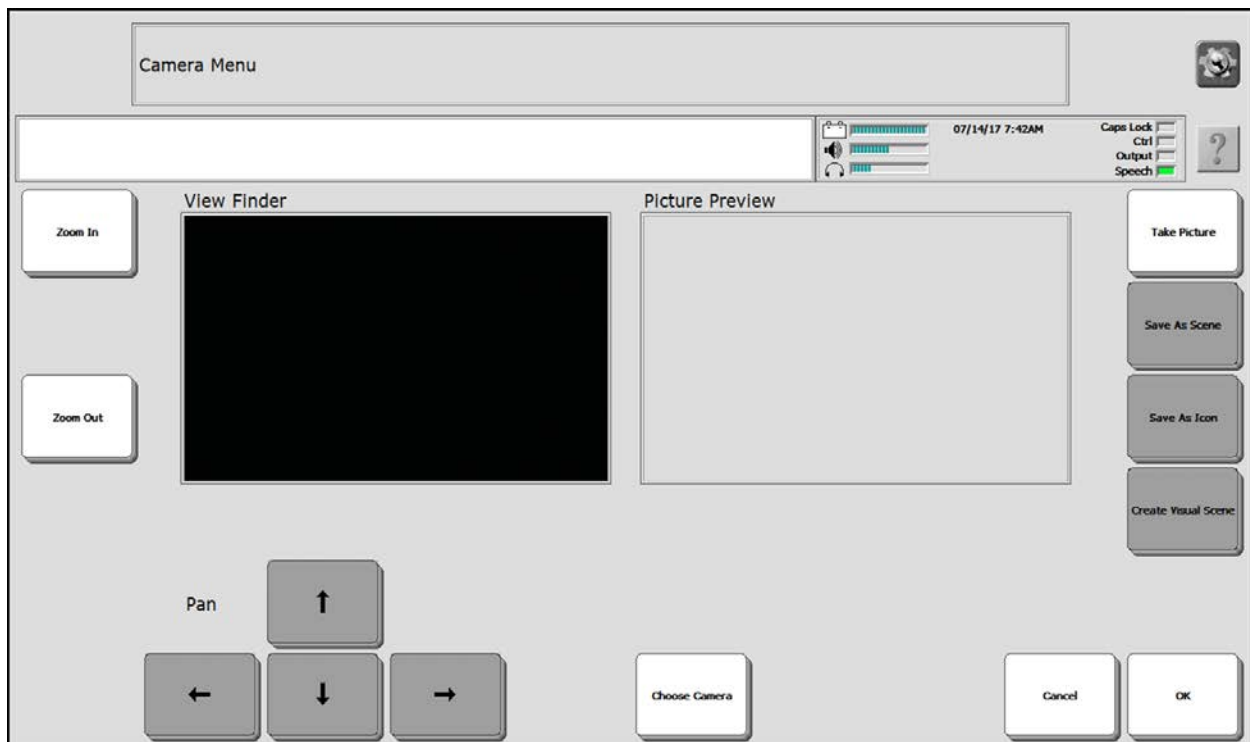 Camera Menu
07/14/17 7:42AM
Caps Lock
Ctrl
Output
Speech
?
View Finder
Picture Preview
Zoom In
Take Picture
Save As Scene
Zoom Out
Save As Icon
Create Visual Scene
Pan
↑
← ↓ →
Choose Camera
Cancel
OK